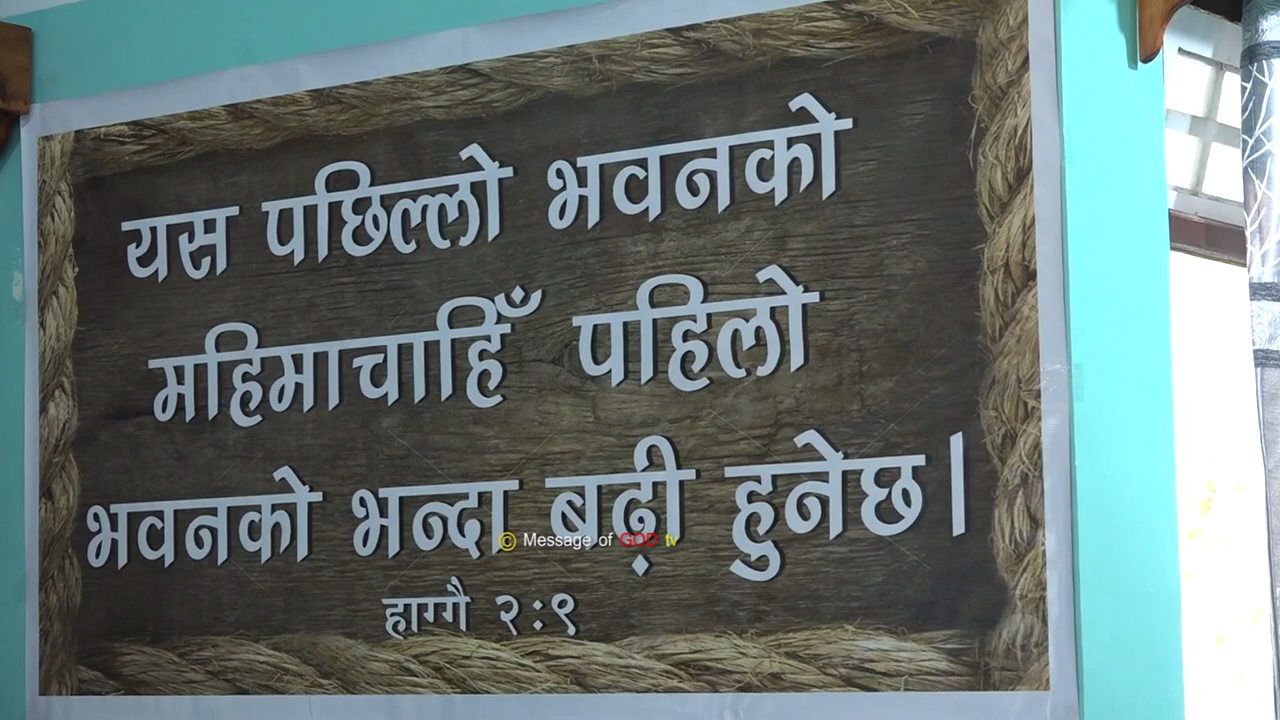 यस पछिल्लो भवनको
महिमाचाहिँ पहिलो
भवनको भन्दा बढ़ी हुनेछ।
© Message of GOD tv
हाग्गै २:९